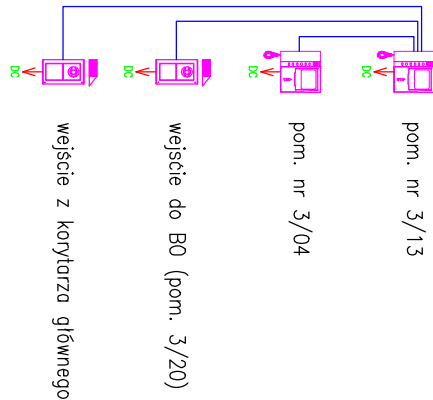 pom. nr 3/13
pom. nr 3/04
wejście do BO (pom. 3/20)
wejście z korytarza głównego
DC
DC
DC
DC